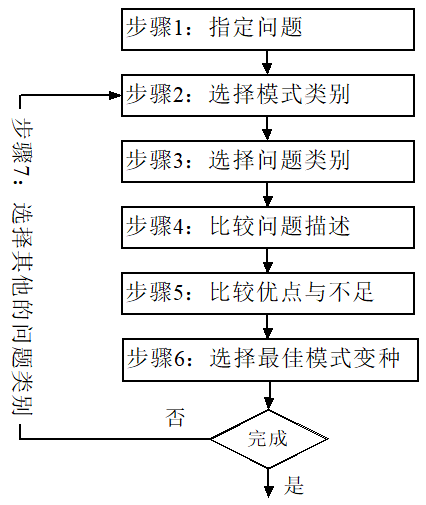 步骤1：指定问题
步骤2：选择模式类别
步骤3：选择问题类别
步骤4：比较问题描述
步骤5：比较优点与不足
步骤6：选择最佳模式变种
步骤7：选择其他的问题类别
否
完成
是